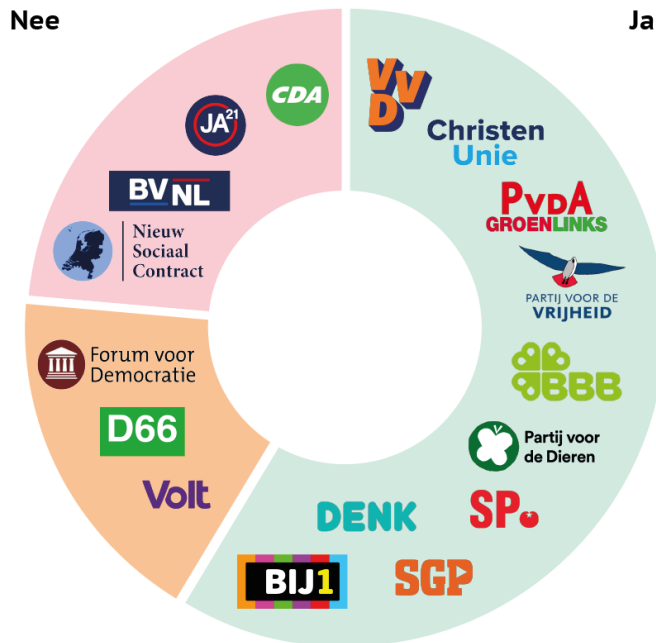 Nee
Ja
CDA
JA21
BVNL
Nieuw
Sociaal
Contract
Forum voor
Democratie
D66
Volt
VVD
Christen
Unie
PvdA
GROENLINKS
PARTIJ VOOR DE
VRIJHEID
BBB
Partij voor
de Dieren
SP
DENK
SGP
BIJ1